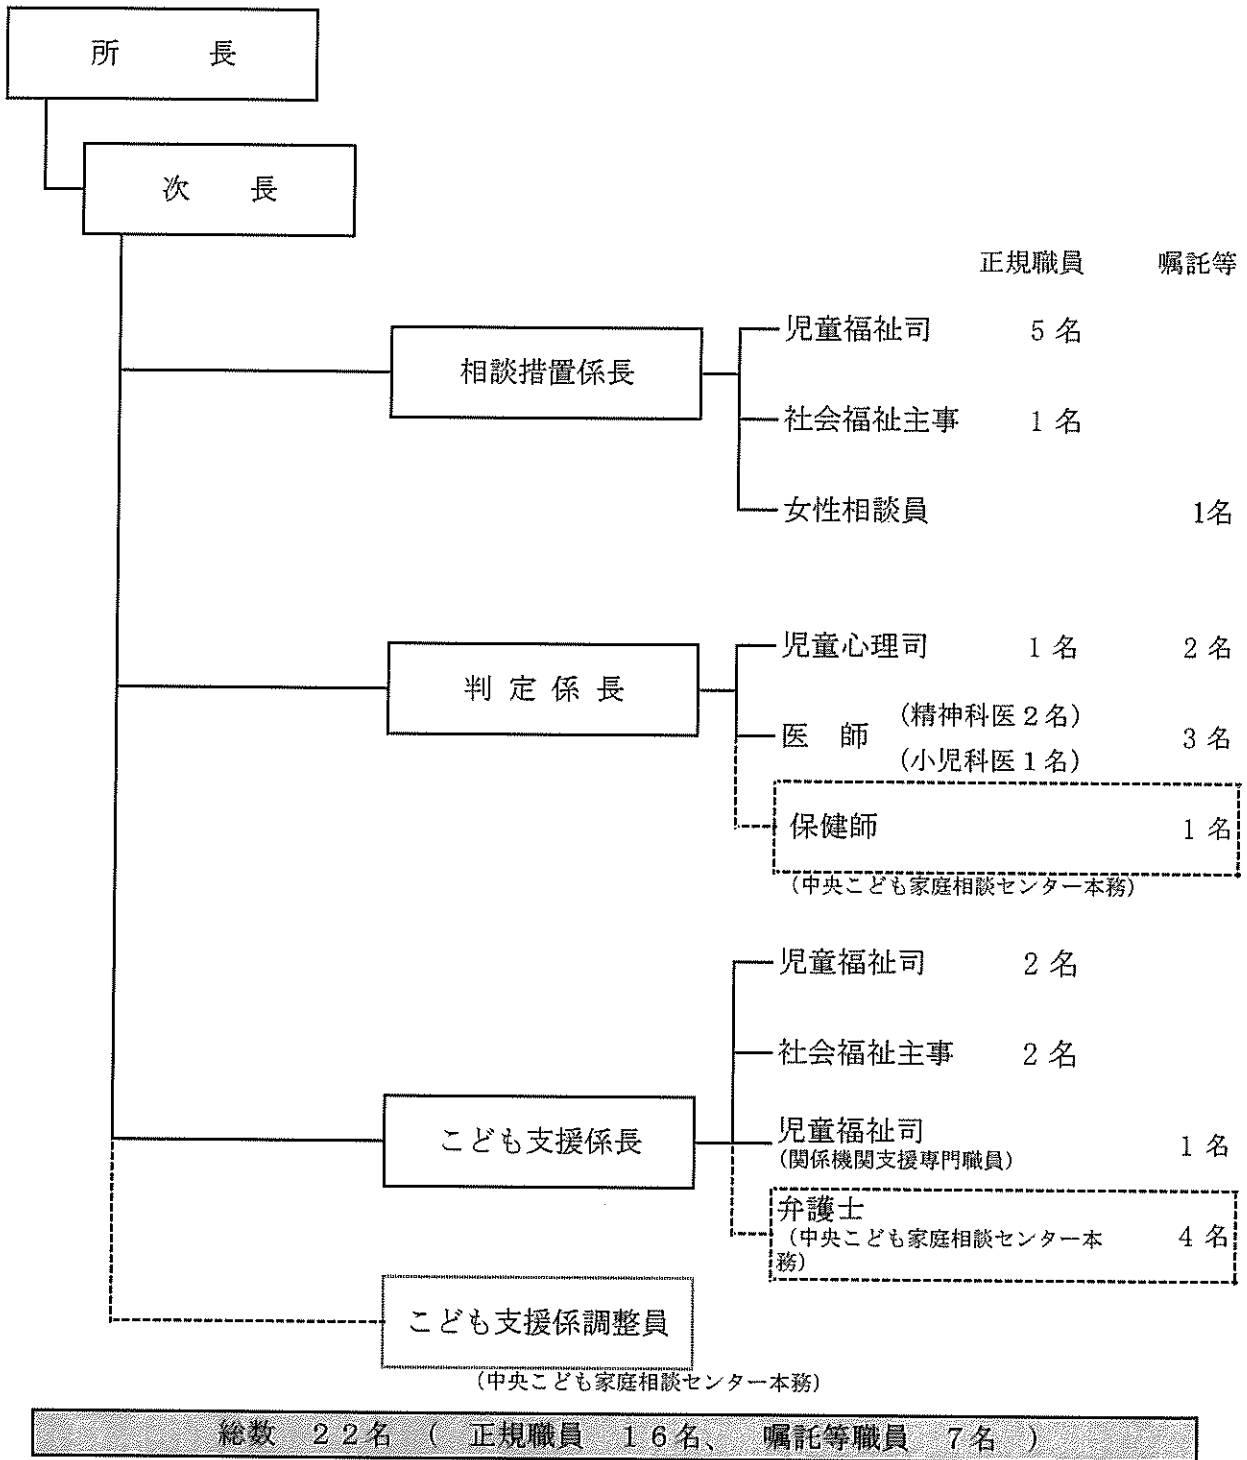 所　長
次　長
正規職員　嘱託等
相談措置係長
児童福祉司　5名
社会福祉主事　1名
女性相談員　1名
判定係長
児童心理司　1名　2名
医　師　(精神科医2名)　3名
(小児科医1名)
保健師　1名
(中央こども家庭相談センター本務)
こども支援係長
児童福祉司　2名
社会福祉主事　2名
児童福祉司　1名
(関係機関支援専門職員)
弁護士　4名
(中央こども家庭相談センター本
務)
こども支援係調整員
(中央こども家庭相談センター本務)
総数　22名　(　正規職員　16名、　嘱託等職員　7名　)